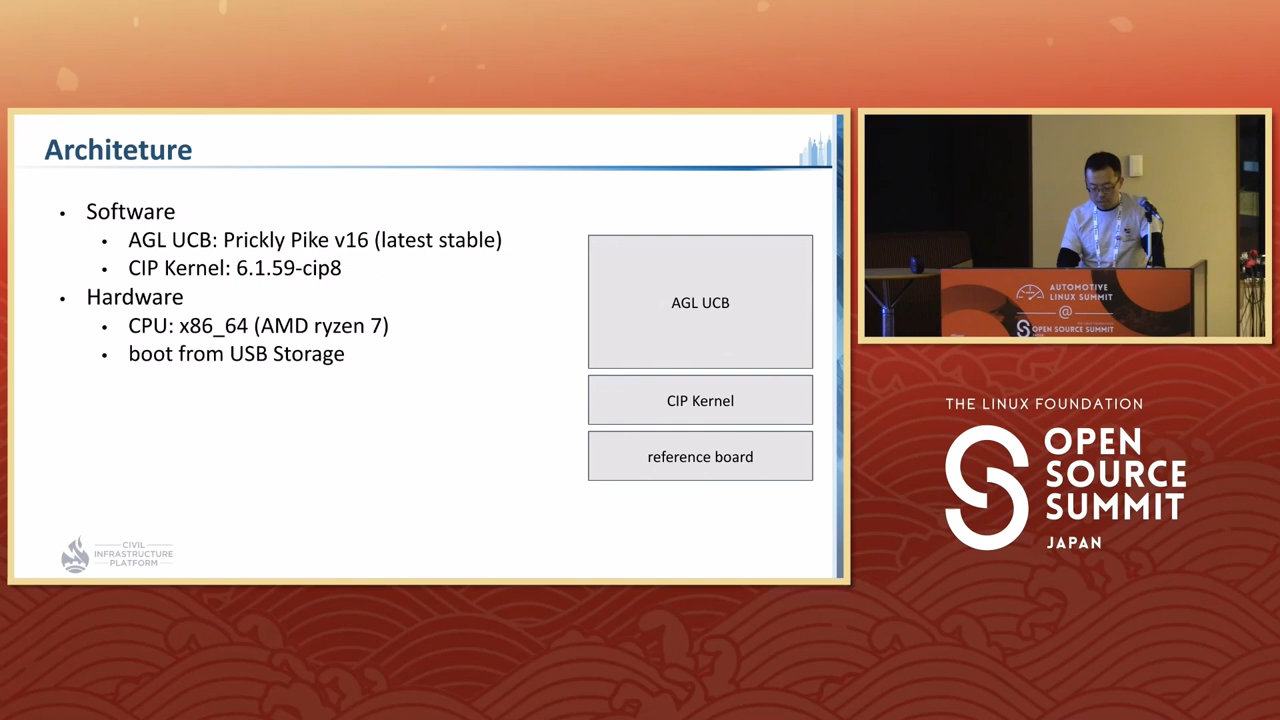 Architeture
• Software
• AGL UCB: Prickly Pike v16 (latest stable)
• CIP Kernel: 6.1.59-cip8
• Hardware
• CPU: x86_64 (AMD ryzen 7)
• boot from USB Storage
AGL UCB
CIP Kernel
reference board
CIVIL
INFRASTRUCTURE
PLATFORM
AUTOMOTIVE
LINUX SUMMIT
@
OPEN SOURCE SUMMIT
THE LINUX FOUNDATION
OPEN
SOURCE
SUMMIT
JAPAN